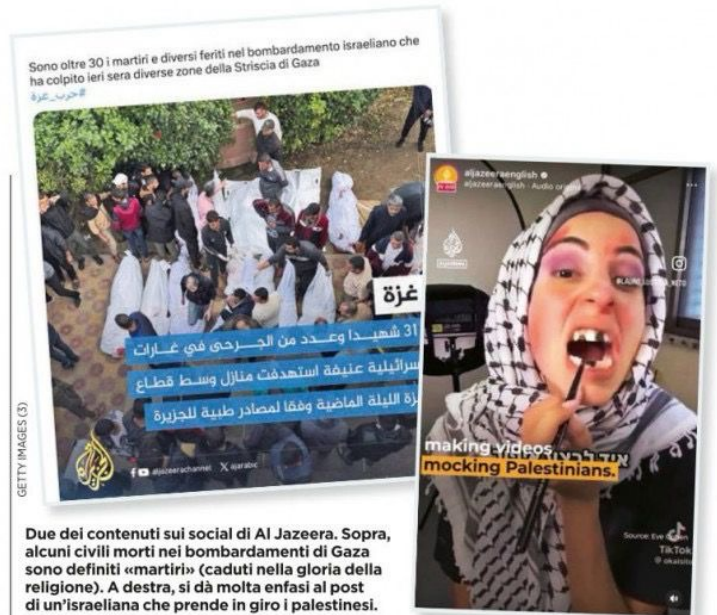 Sono oltre 30 i martiri e diversi feriti nel bombardamento israeliano che
ha colpito ieri sera diverse zone della Striscia di Gaza
#حرب_غزة
غزة
31 شهيدا وعدد من الجرحى في غارات
سرائيلية عنيفة استهدفت منازل وسط قطاع
زة الليلة الماضية وفقا لمصادر طبية للجزيرة
aljazeerachannel X ajarabic
GETTY IMAGES (3)
aljazeeraenglish
aljazeeraenglish · Audio
making videos
mocking Palestinians.
Source: Eve
TikTok
Due dei contenuti sui social di Al Jazeera. Sopra,
alcuni civili morti nei bombardamenti di Gaza
sono definiti «martiri» (caduti nella gloria della
religione). A destra, si dà molta enfasi al post
di un’israeliana che prende in giro i palestinesi.